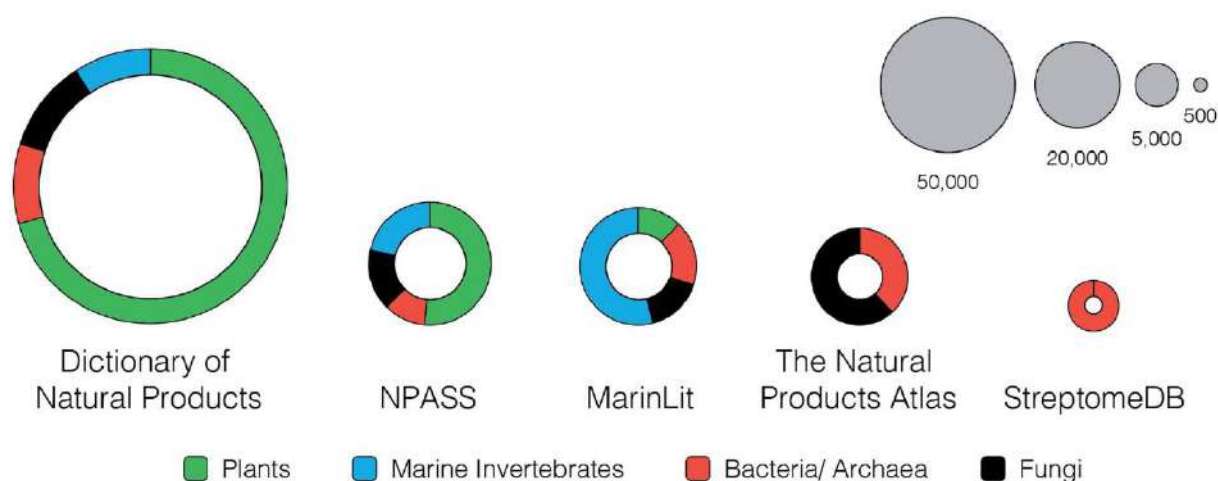 50,000
20,000
5,000
500
Dictionary of
Natural Products
NPASS
MarinLit
The Natural
Products Atlas
StreptomeDB
Plants
Marine Invertebrates
Bacteria/ Archaea
Fungi